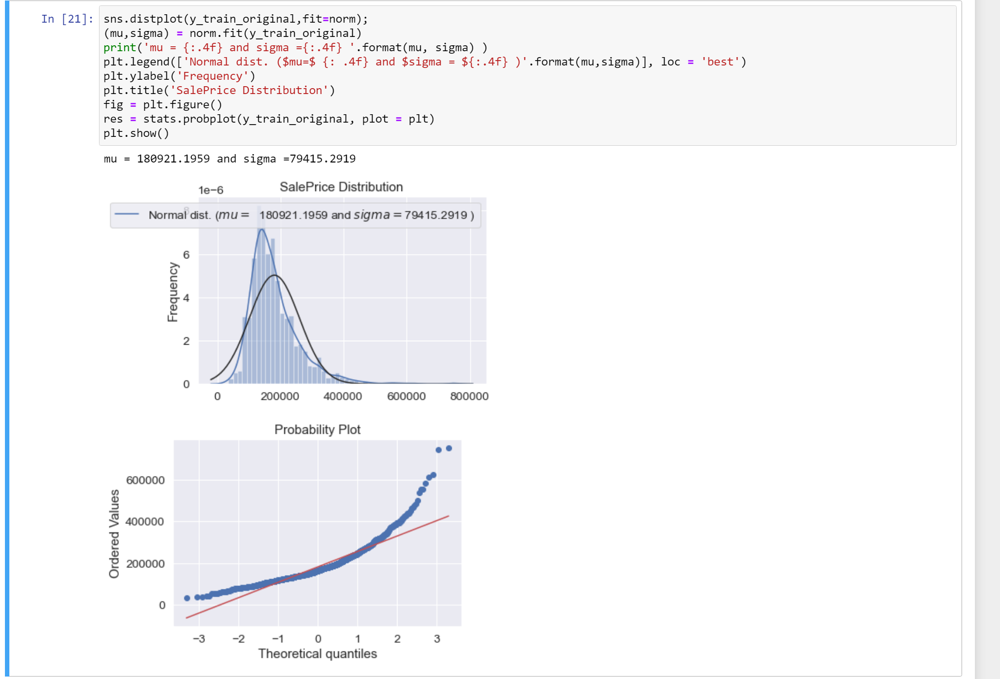 In [21]:
sns.distplot(y_train_original,fit=norm);
(mu,sigma) = norm.fit(y_train_original)
print('mu = {:.4f} and sigma ={:.4f} '.format(mu, sigma) )
plt.legend(['Normal dist. ($mu=$ {: .4f} and $sigma = ${:.4f} )'.format(mu,sigma)], loc = 'best')
plt.ylabel('Frequency')
plt.title('SalePrice Distribution')
fig = plt.figure()
res = stats.probplot(y_train_original, plot = plt)
plt.show()
mu = 180921.1959 and sigma =79415.2919
SalePrice Distribution
1e−6
8
Normal dist. (mu = 180921.1959 and sigma = 79415.2919 )
6
4
2
0
Frequency
0 200000 400000 600000 800000
Probability Plot
600000
400000
200000
0
Ordered Values
−3 −2 −1 0 1 2 3
Theoretical quantiles